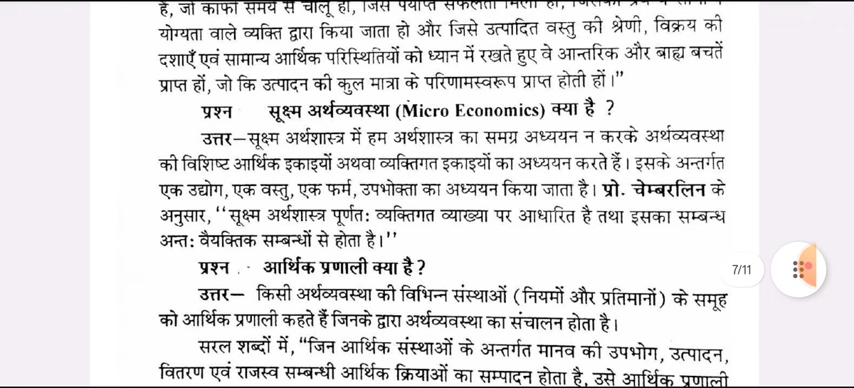 है, जो काफी समय से चालू हो, जिसे पर्याप्त सफलता मिली हो,
योग्यता वाले व्यक्ति द्वारा किया जाता हो और जिसे उत्पादित वस्तु की श्रेणी, विक्रय की
दशाएँ एवं सामान्य आर्थिक परिस्थितियों को ध्यान में रखते हुए वे आन्तरिक और बाह्य बचतें
प्राप्त हों, जो कि उत्पादन की कुल मात्रा के परिणामस्वरूप प्राप्त होती हों।"
प्रश्न सूक्ष्म अर्थव्यवस्था (Micro Economics) क्या है ?
उत्तर–सूक्ष्म अर्थशास्त्र में हम अर्थशास्त्र का समग्र अध्ययन न करके अर्थव्यवस्था
की विशिष्ट आर्थिक इकाइयों अथवा व्यक्तिगत इकाइयों का अध्ययन करते हैं। इसके अन्तर्गत
एक उद्योग, एक वस्तु, एक फर्म, उपभोक्ता का अध्ययन किया जाता है। प्रो. चेम्बरलिन के
अनुसार, ''सूक्ष्म अर्थशास्त्र पूर्णत: व्यक्तिगत व्याख्या पर आधारित है तथा इसका सम्बन्ध
अन्त: वैयक्तिक सम्बन्धों से होता है।''
प्रश्न . - आर्थिक प्रणाली क्या है?
7/11
उत्तर– किसी अर्थव्यवस्था की विभिन्न संस्थाओं (नियमों और प्रतिमानों) के समूह
को आर्थिक प्रणाली कहते हैं जिनके द्वारा अर्थव्यवस्था का संचालन होता है।
सरल शब्दों में, "जिन आर्थिक संस्थाओं के अन्तर्गत मानव की उपभोग, उत्पादन,
वितरण एवं राजस्व सम्बन्धी आर्थिक क्रियाओं का सम्पादन होता है, उसे आर्थिक प्रणाली